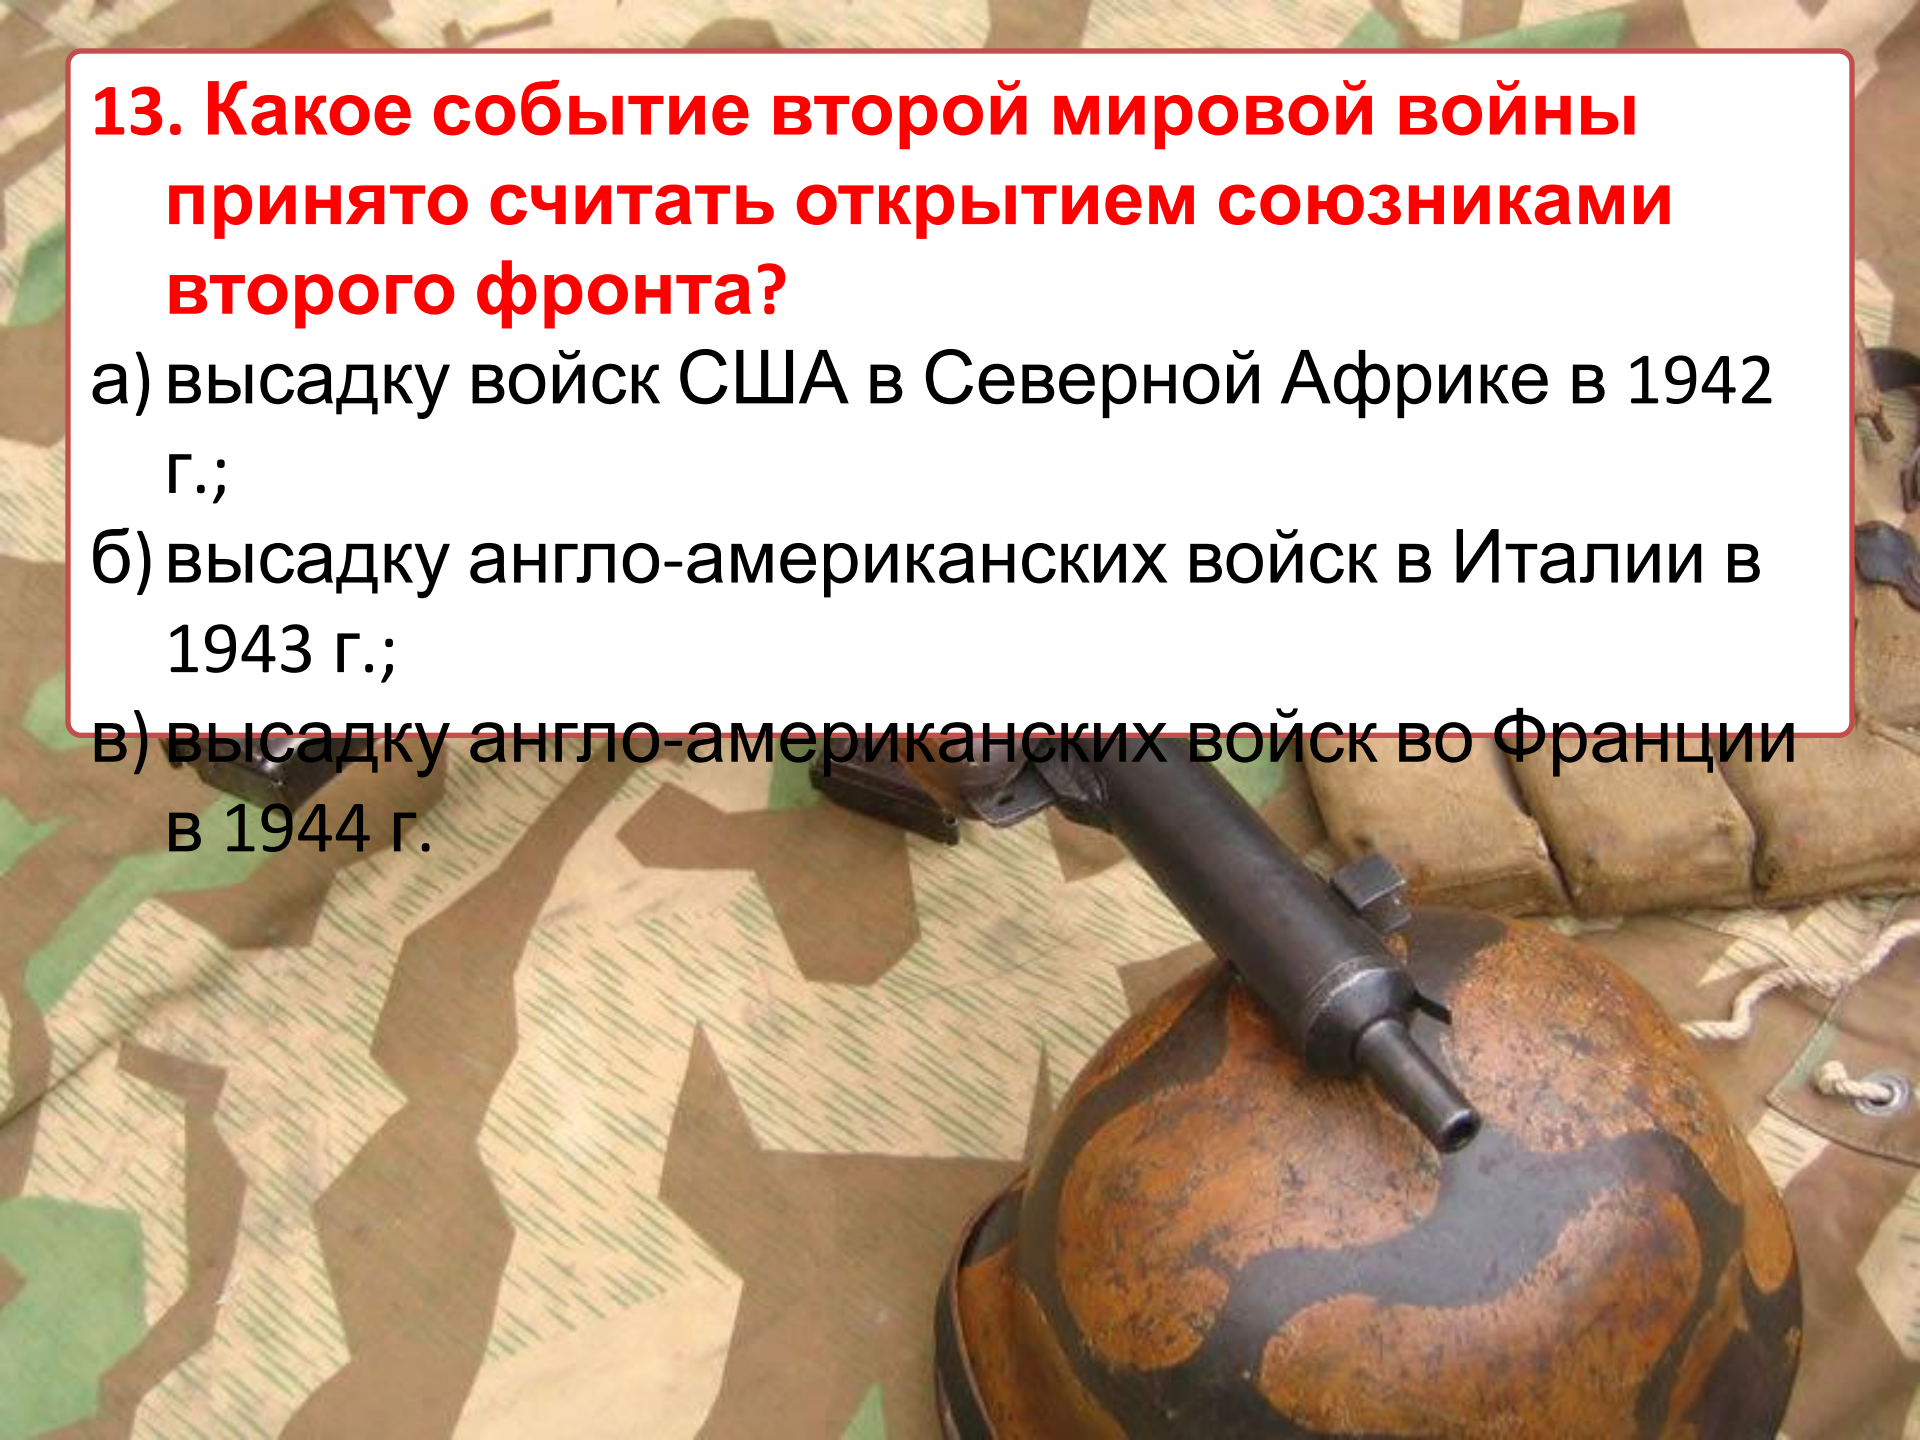 13. Какое событие второй мировой войны
принято считать открытием союзниками
второго фронта?
а) высадку войск США в Северной Африке в 1942
г.;
б) высадку англо-американских войск в Италии в
1943 г.;
в) высадку англо-американских войск во Франции
в 1944 г.